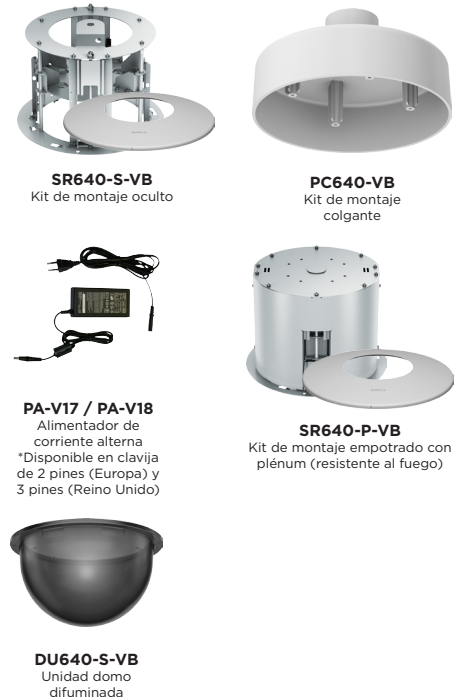 SR640-S-VB
Kit de montaje oculto
PC640-VB
Kit de montaje
colgante
PA-V17 / PA-V18
Alimentador de
corriente alterna
*Disponible en clavija
de 2 pines (Europa) y
3 pines (Reino Unido)
SR640-P-VB
Kit de montaje empotrado con
plénum (resistente al fuego)
DU640-S-VB
Unidad domo
difuminada